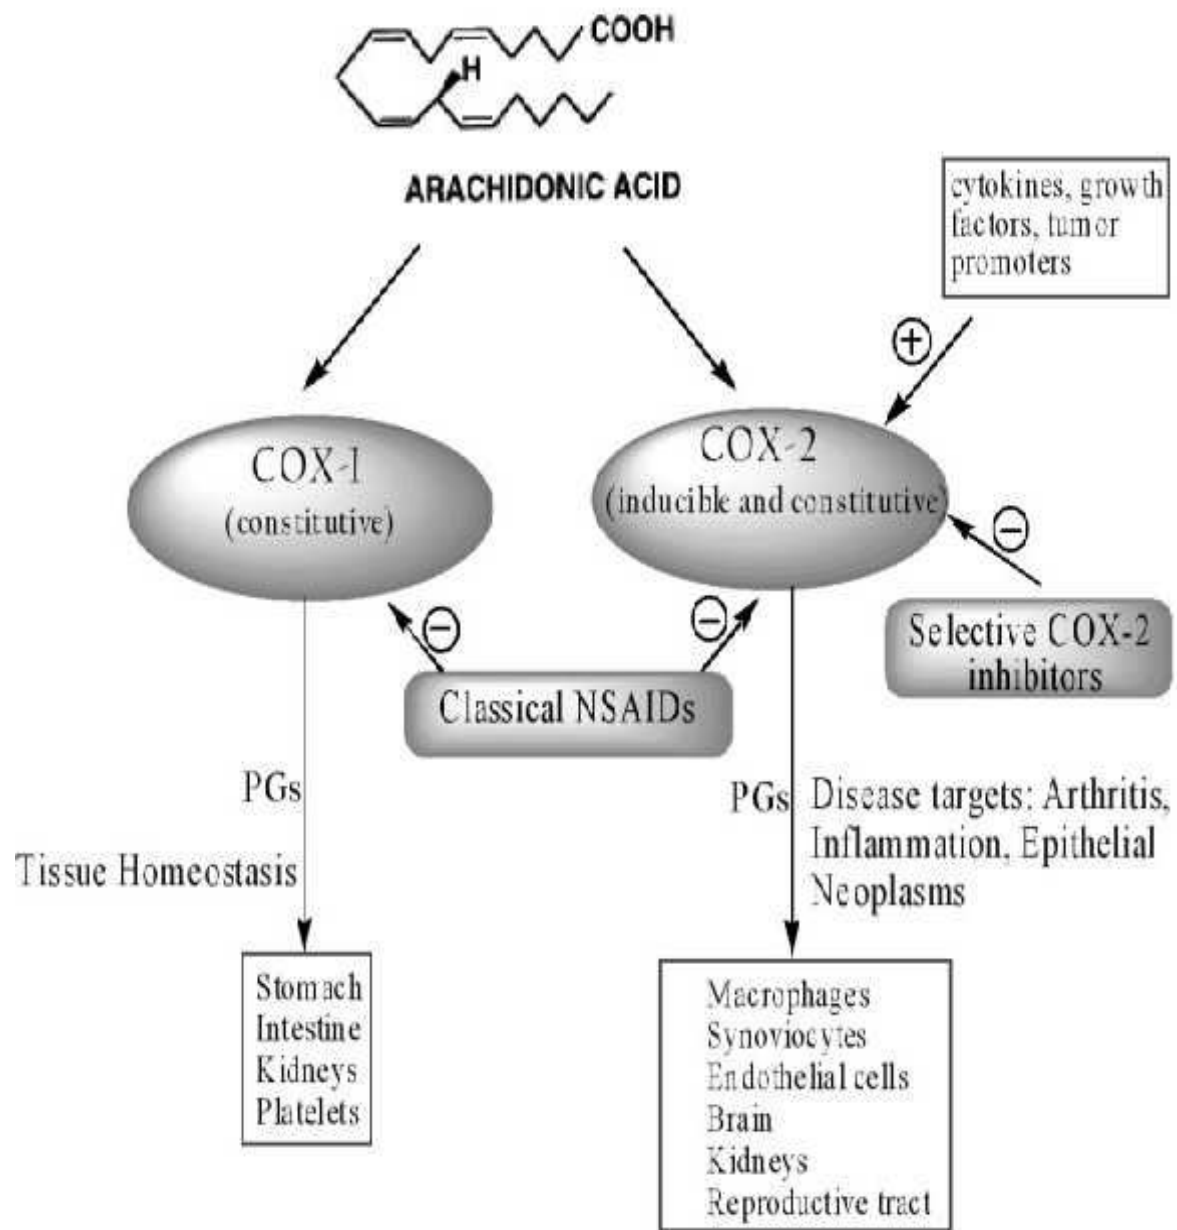 COOH
H
ARACHIDONIC ACID
cytokines, growth
factors, tumor
promoters
+
COX-1
(constitutive)
COX-2
(inducible and constitutive)
−
Selective COX-2
inhibitors
−
−
Classical NSAIDs
PGs
Tissue Homeostasis
PGs
Disease targets: Arthritis,
Inflammation, Epithelial
Neoplasms
Stomach
Intestine
Kidneys
Platelets
Macrophages
Synoviocytes
Endothelial cells
Brain
Kidneys
Reproductive tract